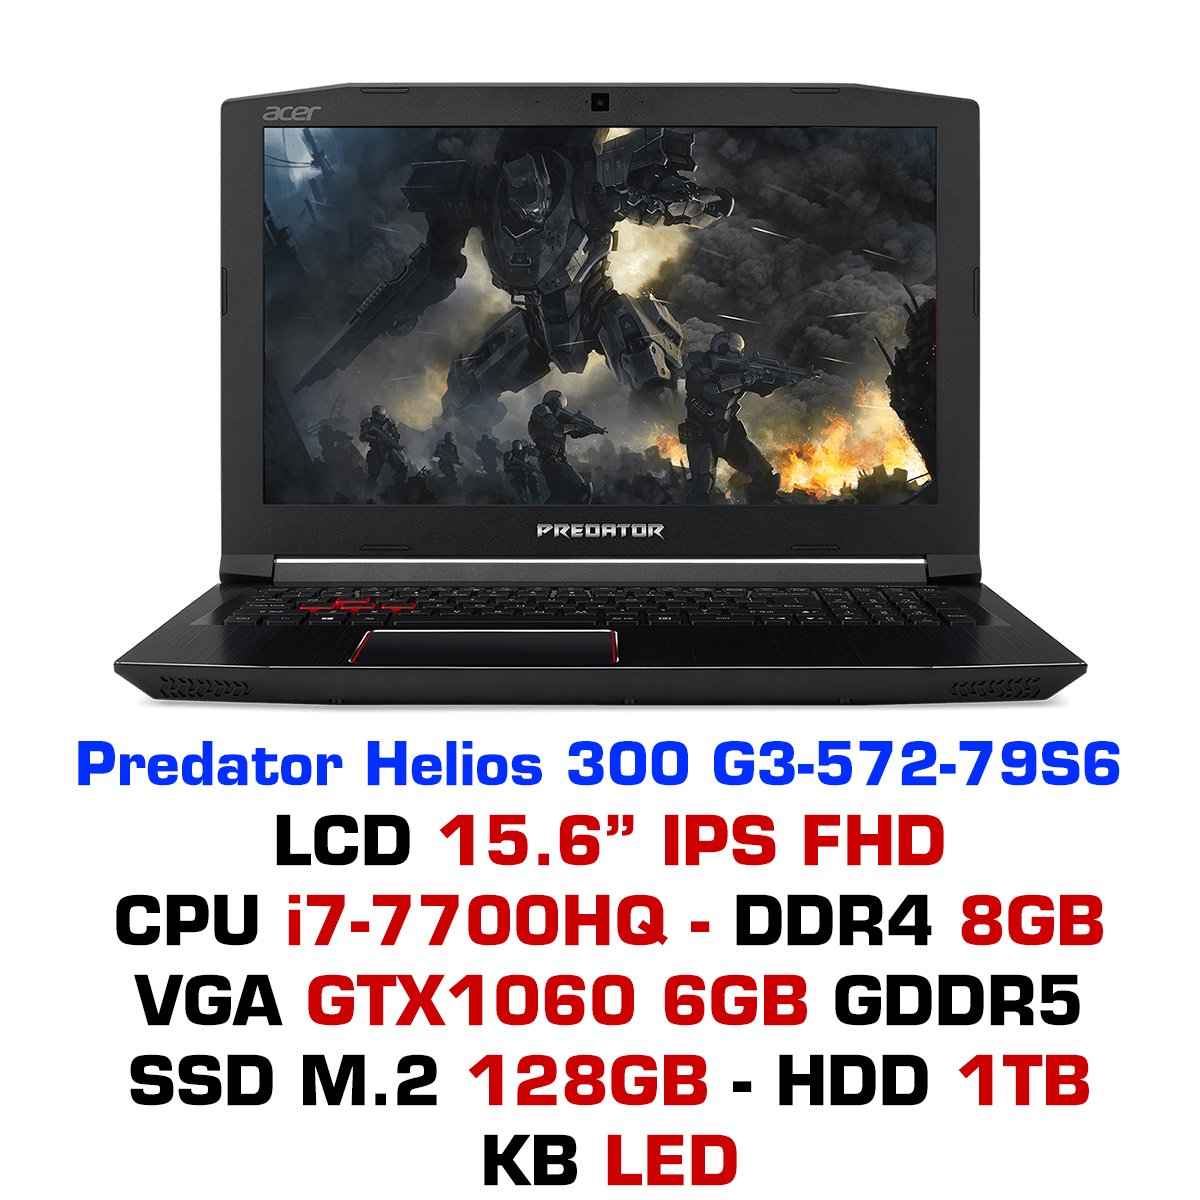 acer
PREDATOR
Predator Helios 300 G3-572-79S6
LCD 15.6” IPS FHD
CPU i7-7700HQ - DDR4 8GB
VGA GTX1060 6GB GDDR5
SSD M.2 128GB - HDD 1TB
KB LED